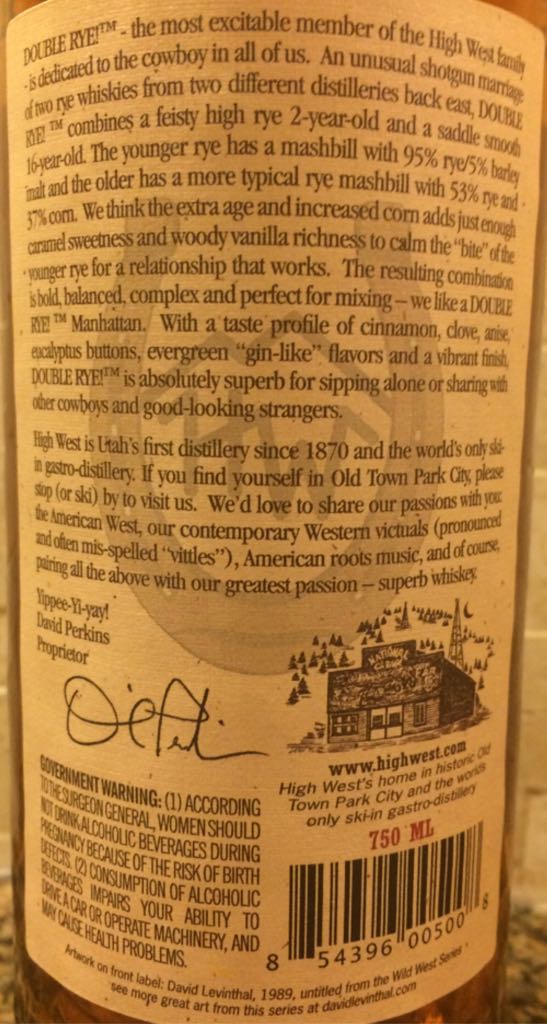 DOUBLE RYE!™ - the most excitable member of the High West family
- is dedicated to the cowboy in all of us. An unusual shotgun marriage
of two rye whiskies from two different distilleries back east, DOUBLE
RYE! ™ combines a feisty high rye 2-year-old and a saddle smooth
16-year-old. The younger rye has a mashbill with 95% rye/5% barley
malt and the older has a more typical rye mashbill with 53% rye and
37% corn. We think the extra age and increased corn adds just enough
caramel sweetness and woody vanilla richness to calm the "bite" of the
younger rye for a relationship that works. The resulting combination
is bold, balanced, complex and perfect for mixing – we like a DOUBLE
RYE! ™ Manhattan. With a taste profile of cinnamon, clove, anise,
eucalyptus buttons, evergreen "gin-like" flavors and a vibrant finish,
DOUBLE RYE!™ is absolutely superb for sipping alone or sharing with
other cowboys and good-looking strangers.
High West is Utah's first distillery since 1870 and the world's only ski-
in gastro-distillery. If you find yourself in Old Town Park City, please
stop (or ski) by to visit us. We'd love to share our passions with you:
the American West, our contemporary Western victuals (pronounced
and often mis-spelled "vittles"), American roots music, and of course,
pairing all the above with our greatest passion – superb whiskey.
Yippee-Yi-yay!
David Perkins
Proprietor
NATIONAL
www.highwest.com
High West's home in historic Old
Town Park City and the worlds
only ski-in gastro-distillery
750 ML
GOVERNMENT WARNING: (1) ACCORDING
TO THE SURGEON GENERAL, WOMEN SHOULD
NOT DRINK ALCOHOLIC BEVERAGES DURING
PREGNANCY BECAUSE OF THE RISK OF BIRTH
DEFECTS. (2) CONSUMPTION OF ALCOHOLIC
BEVERAGES IMPAIRS YOUR ABILITY TO
DRIVE A CAR OR OPERATE MACHINERY, AND
MAY CAUSE HEALTH PROBLEMS.
8 54396 00500 8
Artwork on front label: David Levinthal, 1989, untitled from the Wild West Series
see more great art from this series at davidlevinthal.com